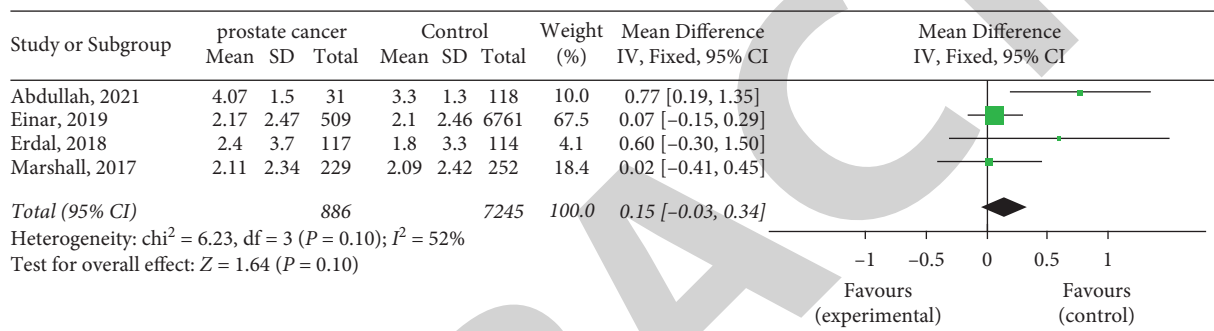 Study or Subgroup prostate cancer Control Weight Mean Difference Mean Difference
Mean SD Total Mean SD Total (%) IV, Fixed, 95% CI IV, Fixed, 95% CI
Abdullah, 2021 4.07 1.5 31 3.3 1.3 118 10.0 0.77 [0.19, 1.35]
Einar, 2019 2.17 2.47 509 2.1 2.46 6761 67.5 0.07 [–0.15, 0.29]
Erdal, 2018 2.4 3.7 117 1.8 3.3 114 4.1 0.60 [–0.30, 1.50]
Marshall, 2017 2.11 2.34 229 2.09 2.42 252 18.4 0.02 [–0.41, 0.45]
Total (95% CI) 886 7245 100.0 0.15 [–0.03, 0.34]
Heterogeneity: chi² = 6.23, df = 3 (P = 0.10); I² = 52%
Test for overall effect: Z = 1.64 (P = 0.10)
–1 –0.5 0 0.5 1
Favours Favours
(experimental) (control)